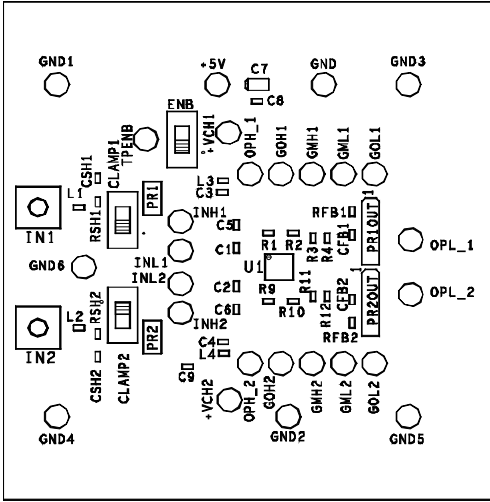 GND1
+5V
GND
GND3
C7
C8
ENB
TPENB
+VCH1
OPH_1
GOH1
GMH1
GML1
GOL1
CSH1
CLAMP1
L3
C3
PR1
L1
RSH1
IN1
INH1
C5
RFB1
R1
R2
R3
R4
CFB1
PR1OUT
1
OPL_1
GND6
INL1
C1
U1
INL2
C2
C6
R9
R10
R11
R12
CFB2
PR2OUT
1
OPL_2
RSH2
L2
IN2
PR2
INH2
RFB2
C4
L4
CSH2
CLAMP2
C9
+VCH2
OPH_2
GOH2
GMH2
GML2
GOL2
GND4
GND2
GND5